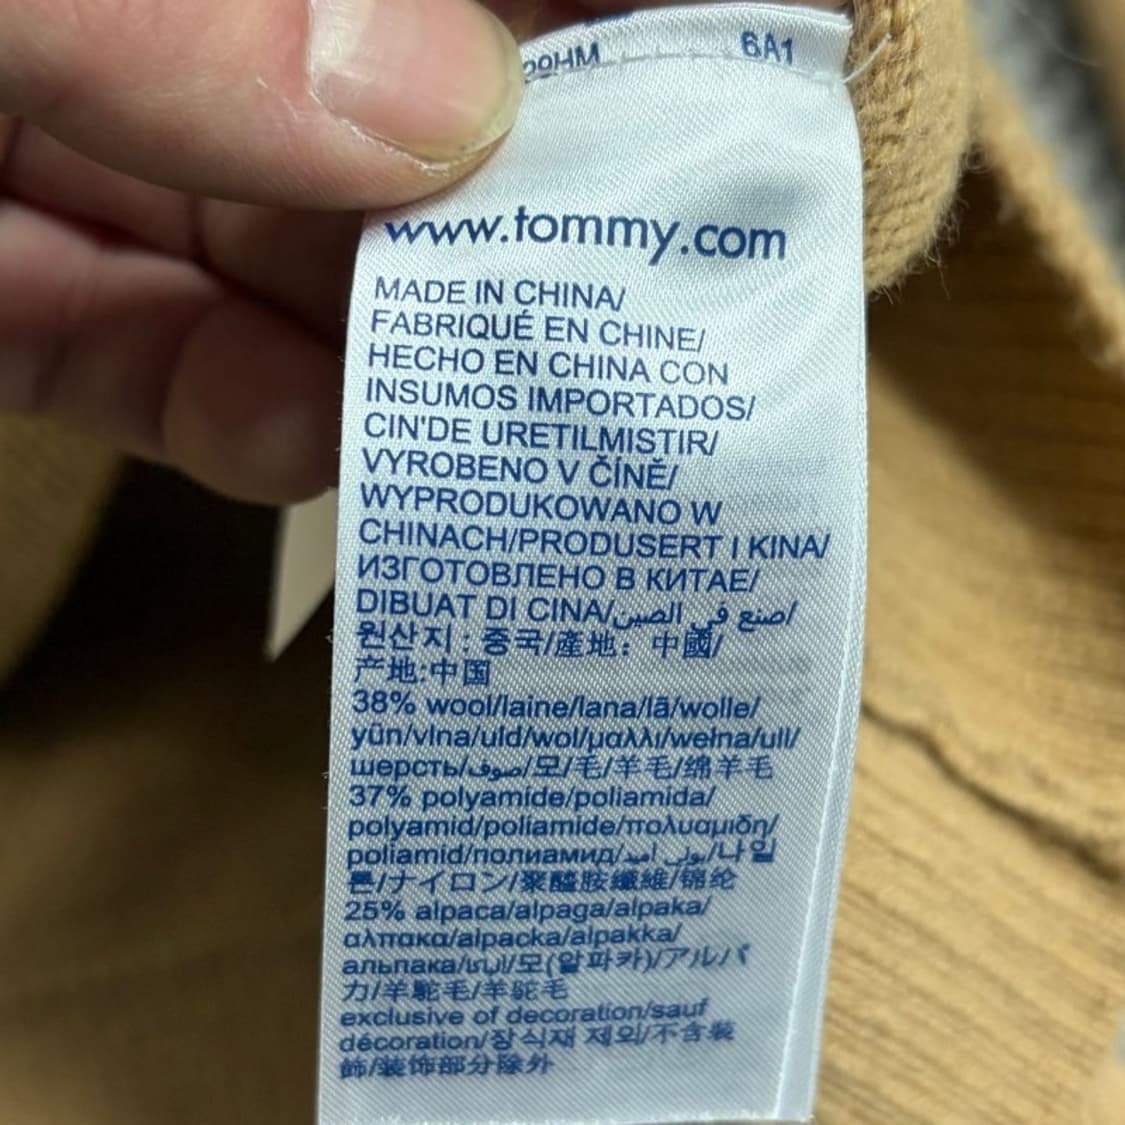 6A1
www.tommy.com
MADE IN CHINA/
FABRIQUÉ EN CHINE/
HECHO EN CHINA CON
INSUMOS IMPORTADOS/
CIN'DE URETILMISTIR/
VYROBENO V ČÍNĚ/
WYPRODUKOWANO W
CHINACH/PRODUSERT I KINA/
ИЗГОТОВЛЕНО В КИТАЕ/
DIBUAT DI CINA/صنع في الصين/
원산지: 중국/產地: 中國/
产地:中国
38% wool/laine/lana/lã/wolle/
yün/vlna/uld/wol/μαλλι/wełna/ull/
шерсть/صوف/모/毛/羊毛/绵羊毛
37% polyamide/poliamida/
polyamid/poliamide/πολυαμιδη/
poliamid/полиамид/بولي اميد/나일
론/ナイロン/聚醯胺纖維/锦纶
25% alpaca/alpaga/alpaka/
αλπακα/alpacka/alpakka/
альпака/الباكا/모(알파카)/アルパ
カ/羊駝毛/羊驼毛
exclusive of decoration/sauf
décoration/장식재 제외/不含裝
飾/装饰部分除外